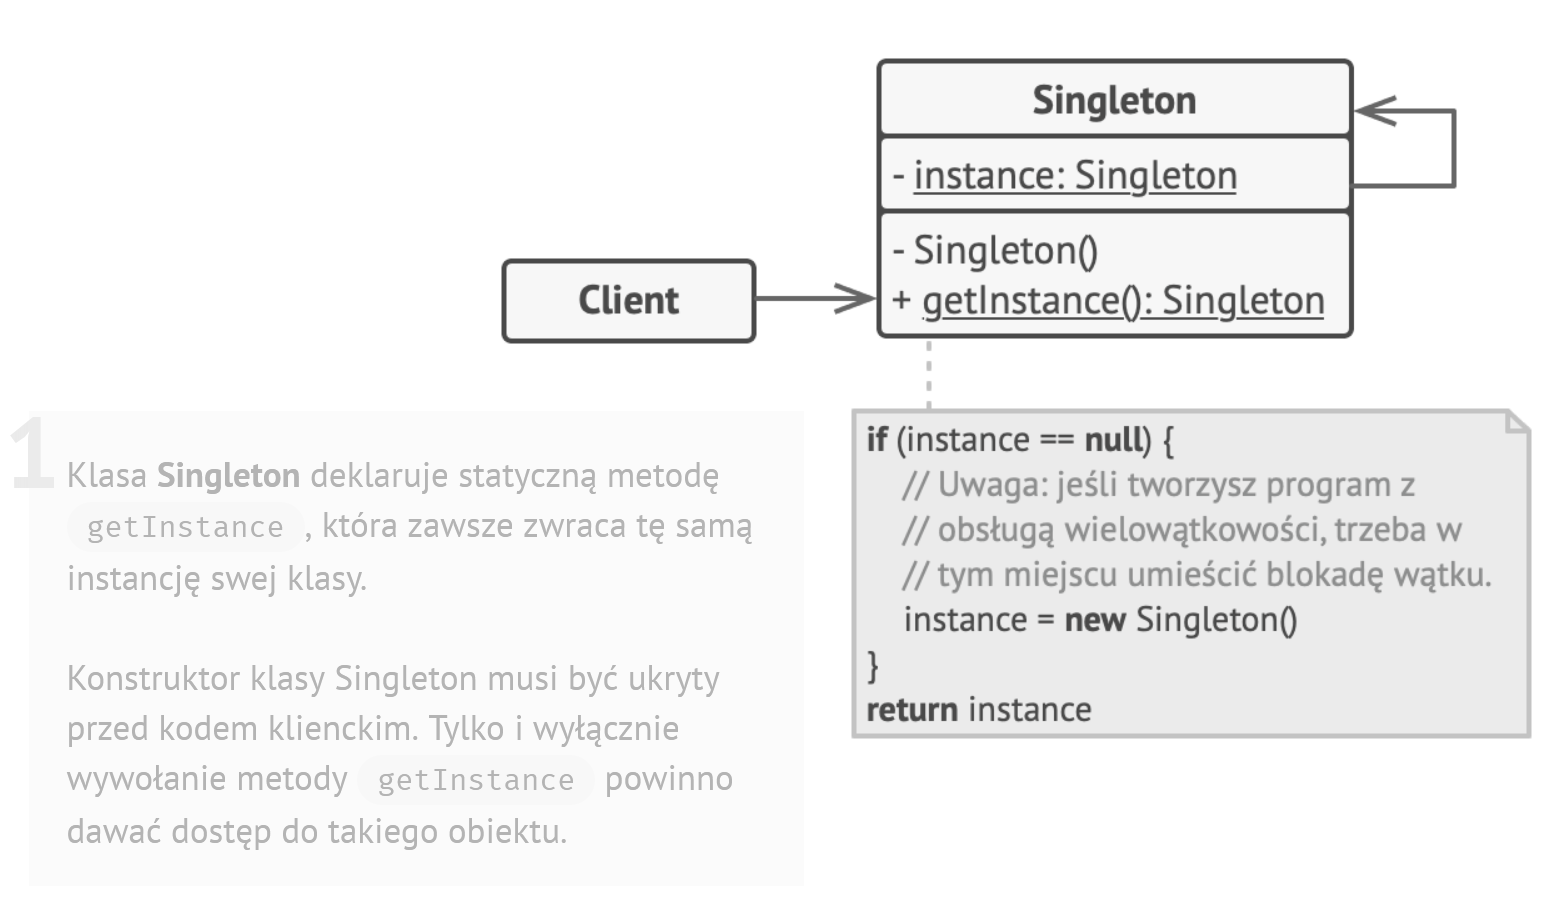 Singleton
- instance: Singleton
- Singleton()
+ getInstance(): Singleton
Client
1
Klasa Singleton deklaruje statyczną metodę
getInstance, która zawsze zwraca tę samą
instancję swej klasy.
Konstruktor klasy Singleton musi być ukryty
przed kodem klienckim. Tylko i wyłącznie
wywołanie metody getInstance powinno
dawać dostęp do takiego obiektu.
if (instance == null) {
// Uwaga: jeśli tworzysz program z
// obsługą wielowątkowości, trzeba w
// tym miejscu umieścić blokadę wątku.
instance = new Singleton()
}
return instance